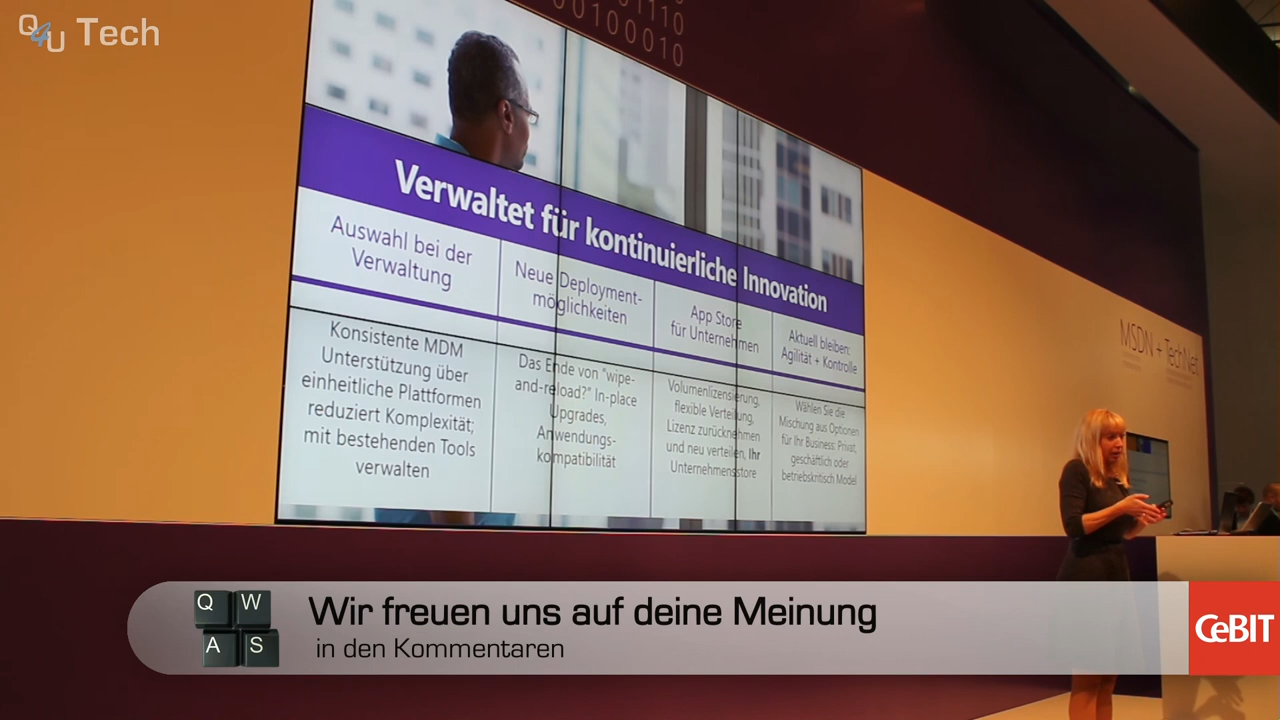 Q4U Tech
01110
00100010
Verwaltet für kontinuierliche Innovation
Auswahl bei der
Verwaltung
Konsistente MDM
Unterstützung über
einheitliche Plattformen
reduziert Komplexität;
mit bestehenden Tools
verwalten
Neue Deployment-
möglichkeiten
Das Ende von "wipe-
and-reload?" In-place
Upgrades,
Anwendungs-
kompatibilität
App Store
für Unternehmen
Volumenlizensierung,
flexible Verteilung,
Lizenz zurücknehmen
und neu verteilen, Ihr
Unternehmensstore
Aktuell bleiben:
Agilität + Kontrolle
Wählen Sie die
Mischung aus Optionen
für Ihr Business: Privat,
geschäftlich oder
betriebskritisch Model
MSDN + TechNet
Q W
A S
Wir freuen uns auf deine Meinung
in den Kommentaren
CeBIT